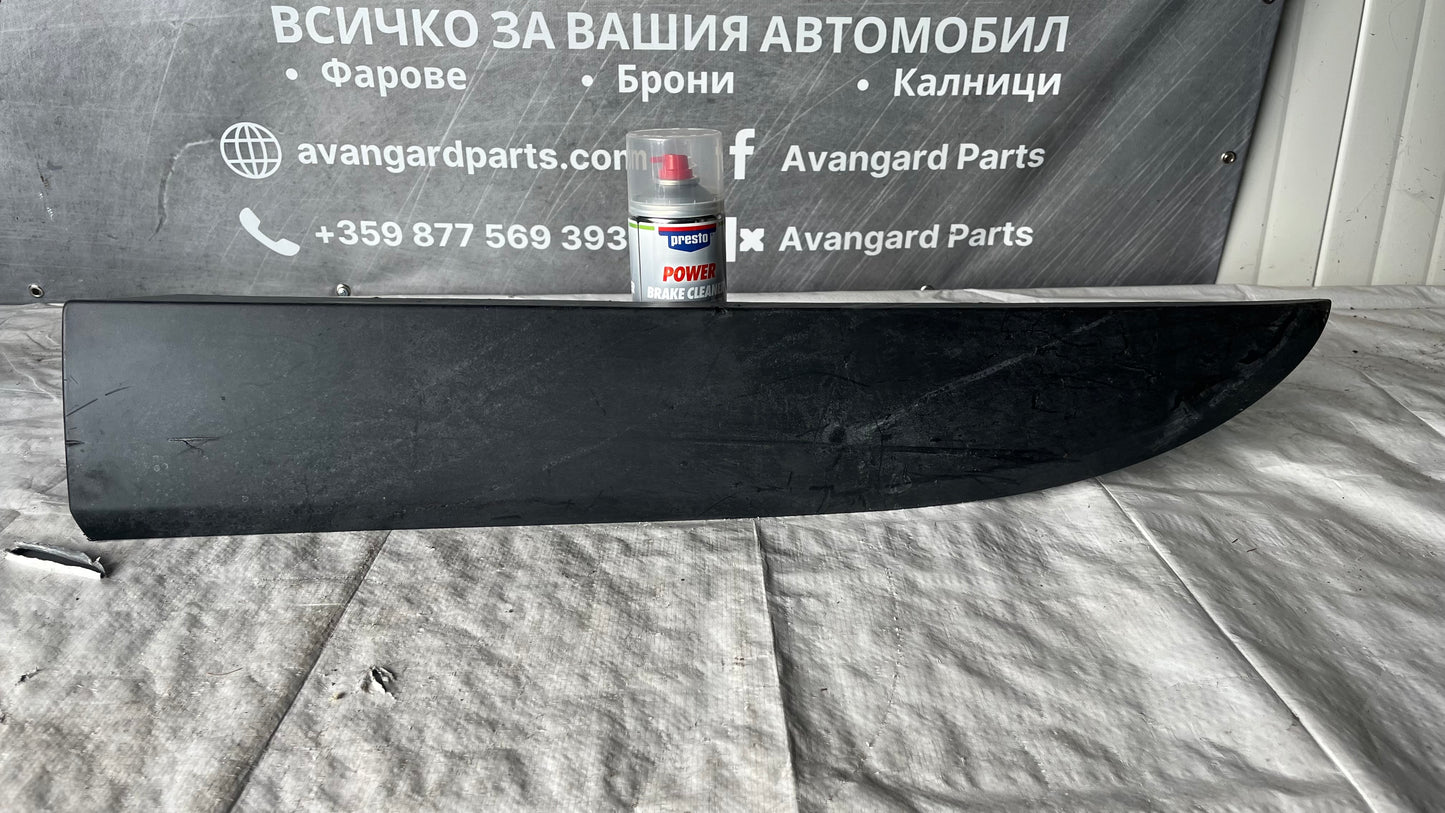 ВСИЧКО ЗА ВАШИЯ АВТОМОБИЛ
• Фарове • Брони • Калници
avangardparts.com
f Avangard Parts
+359 877 569 393
Avangard Parts
presto
POWER
BRAKE CLEANER